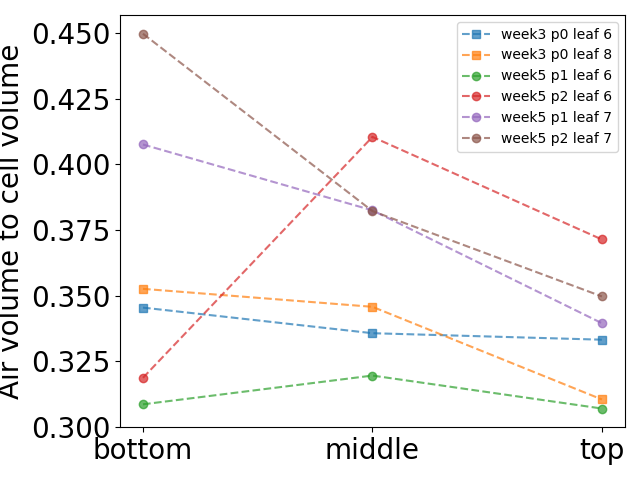 Air volume to cell volume
0.450
0.425
0.400
0.375
0.350
0.325
0.300
bottom
middle
top
week3 p0 leaf 6
week3 p0 leaf 8
week5 p1 leaf 6
week5 p2 leaf 6
week5 p1 leaf 7
week5 p2 leaf 7